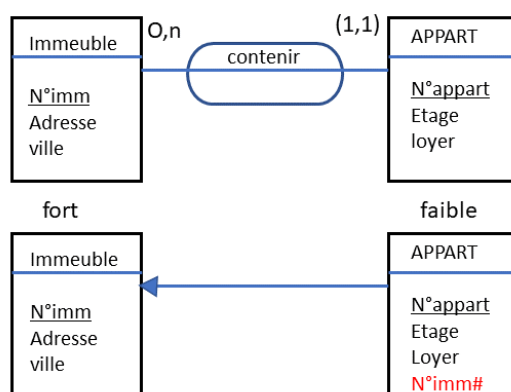 Immeuble
N°imm
Adresse
ville
O,n
contenir
(1,1)
APPART
N°appart
Etage
loyer
fort
faible
Immeuble
N°imm
Adresse
ville
APPART
N°appart
Etage
Loyer
N°imm#